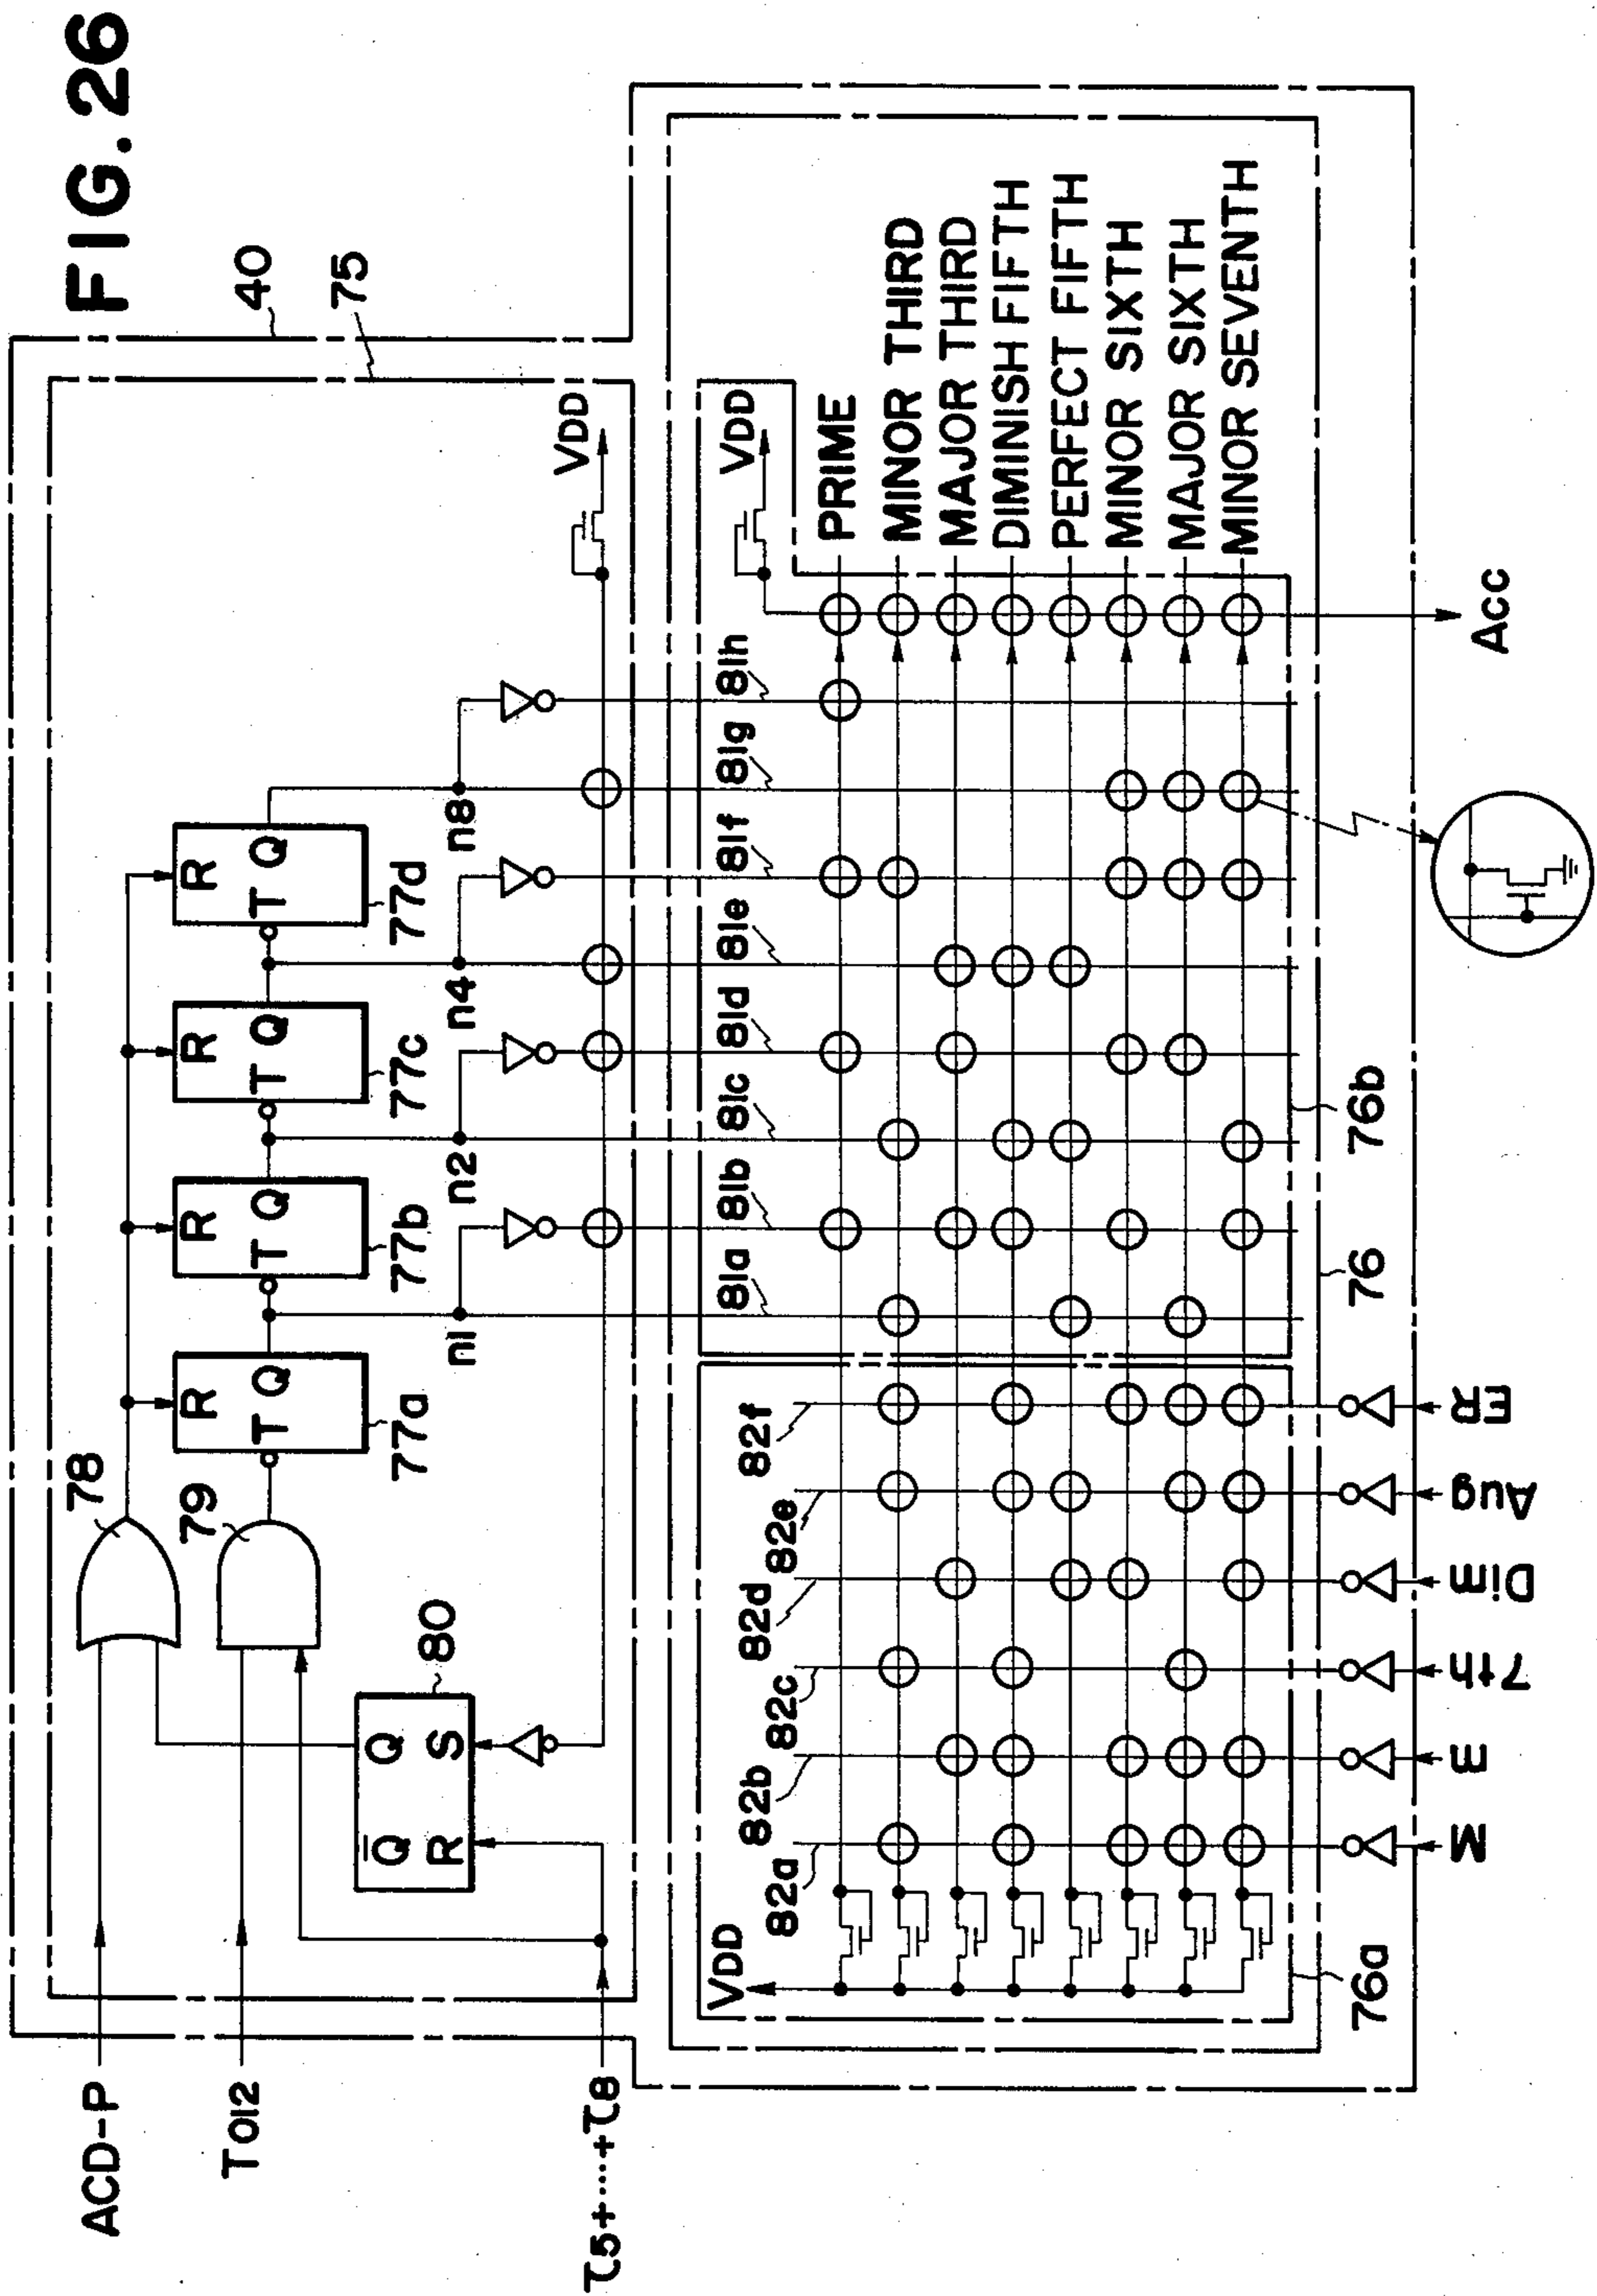 FIG. 26
40
75
ACD-P
T012
τ5+····+τ8
78
79
80
Q̅ Q
R S
R
T Q
77a
R
T Q
77b
R
T Q
77c
R
T Q
77d
n1
n2
n4
n8
VDD
VDD
VDD
81a
81b
81c
81d
81e
81f
81g
81h
82a
82b
82c
82d
82e
82f
PRIME
MINOR THIRD
MAJOR THIRD
DIMINISH FIFTH
PERFECT FIFTH
MINOR SIXTH
MAJOR SIXTH
MINOR SEVENTH
M
m
7th
Dim
Aug
ER
Acc
76a
76
76b